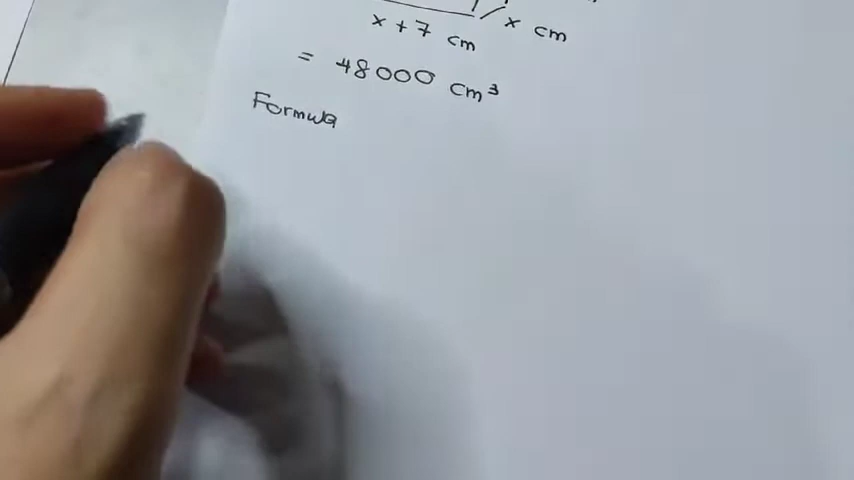 x + 7 cm
x cm
= 48000 cm³
Formula